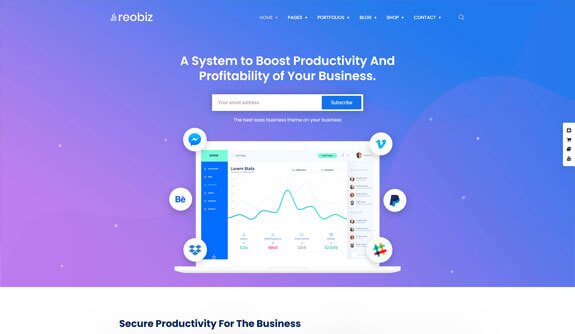 reobiz
HOME + PAGES + PORTFOLIOS + BLOG + SHOP + CONTACT +
A System to Boost Productivity And
Profitability of Your Business.
Your email address
Subscribe
The best saas business theme on your business
Lorem Stats
Bē
Secure Productivity For The Business